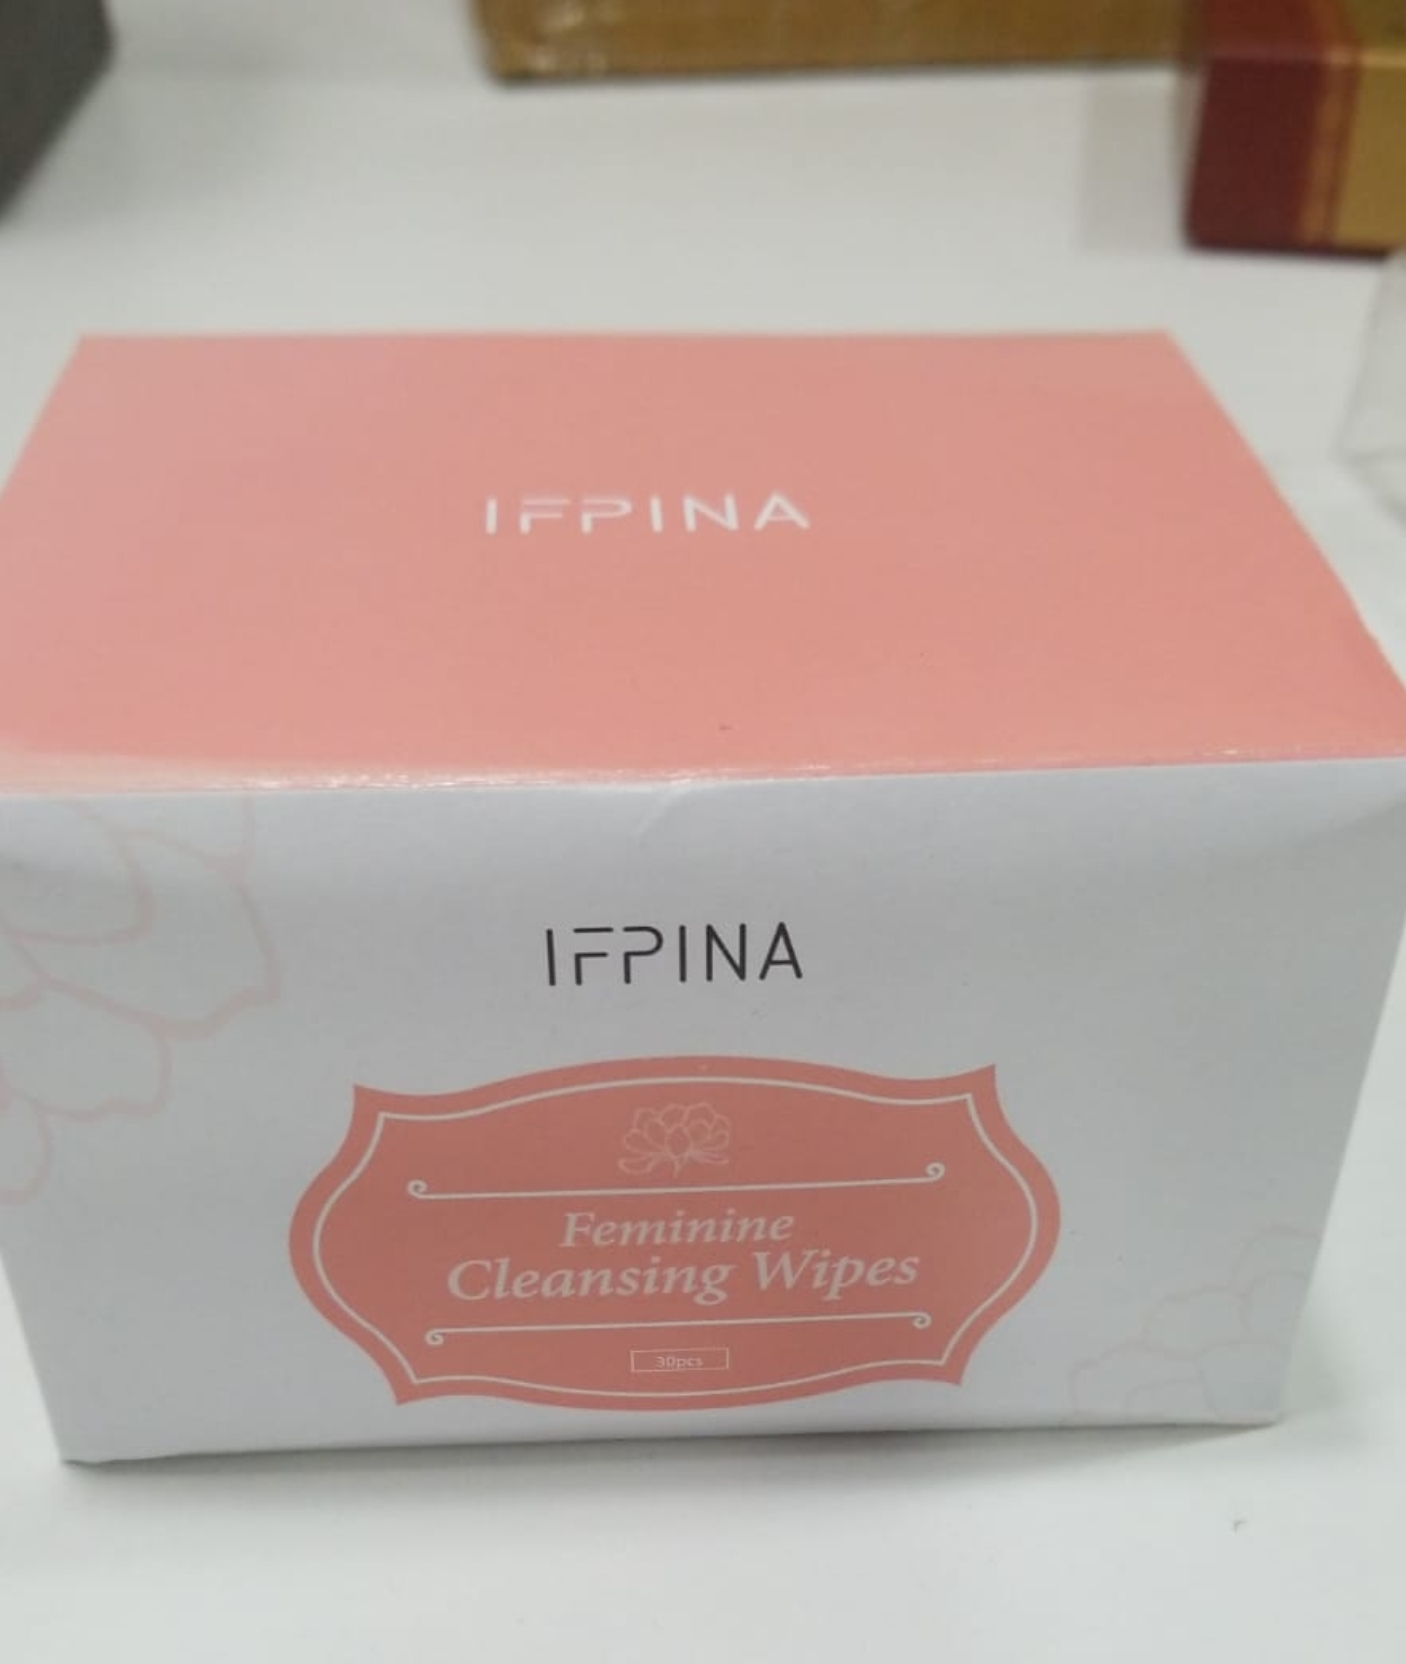 IFPINA
IFPINA
Feminine
Cleansing Wipes
30pcs